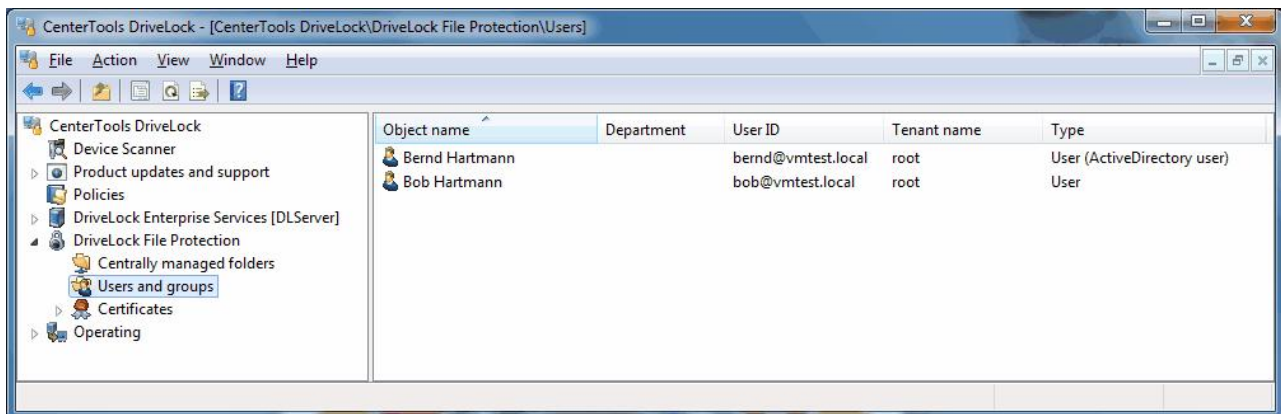 CenterTools DriveLock - [CenterTools DriveLock\DriveLock File Protection\Users]
File Action View Window Help
CenterTools DriveLock
Device Scanner
Product updates and support
Policies
DriveLock Enterprise Services [DLServer]
DriveLock File Protection
Centrally managed folders
Users and groups
Certificates
Operating
Object name Department User ID Tenant name Type
Bernd Hartmann bernd@vmtest.local root User (ActiveDirectory user)
Bob Hartmann bob@vmtest.local root User